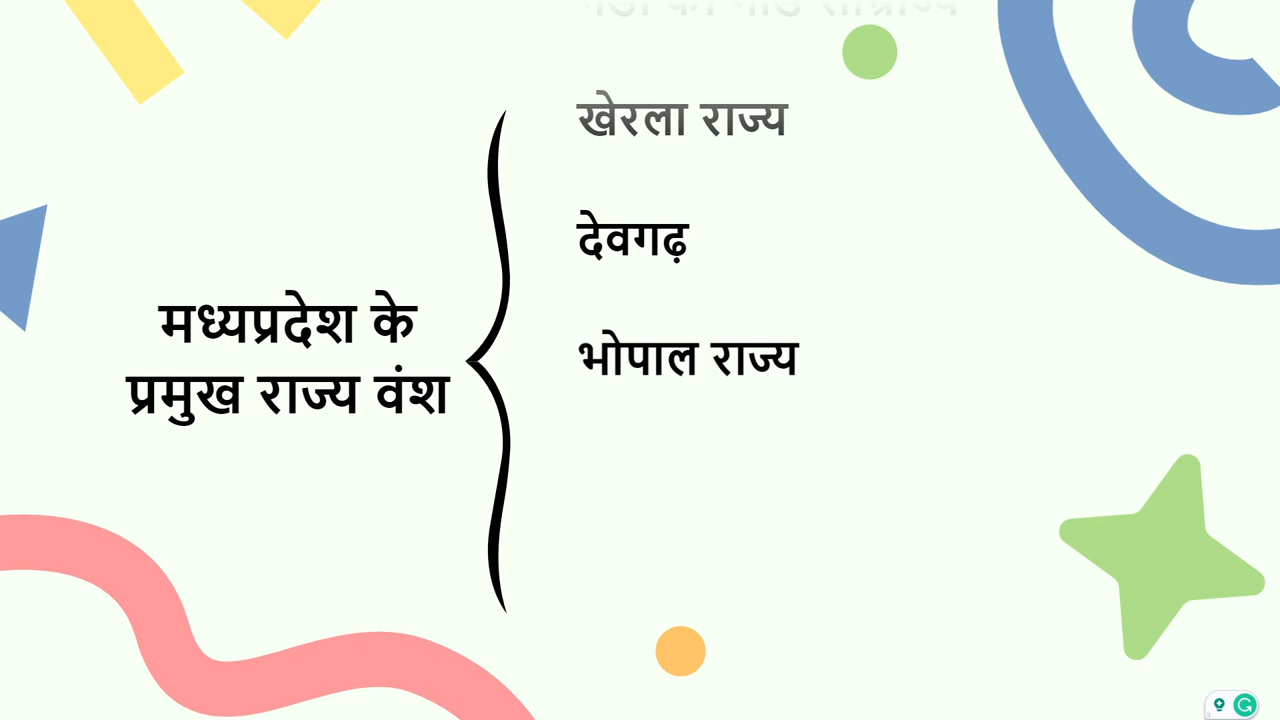 खेरला राज्य
देवगढ़
भोपाल राज्य
मध्यप्रदेश के
प्रमुख राज्य वंश